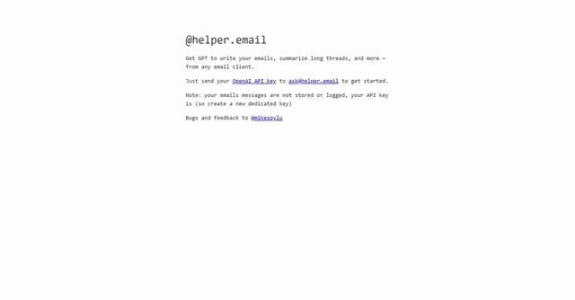 @helper.email
Get GPT to write your emails, summarize long threads, and more —
from any email client.
Just send your OpenAI API key to ask@helper.email to get started.
Note: your emails messages are not stored or logged, your API key
is (so create a new dedicated key)
Bugs and feedback to @mikesoylu